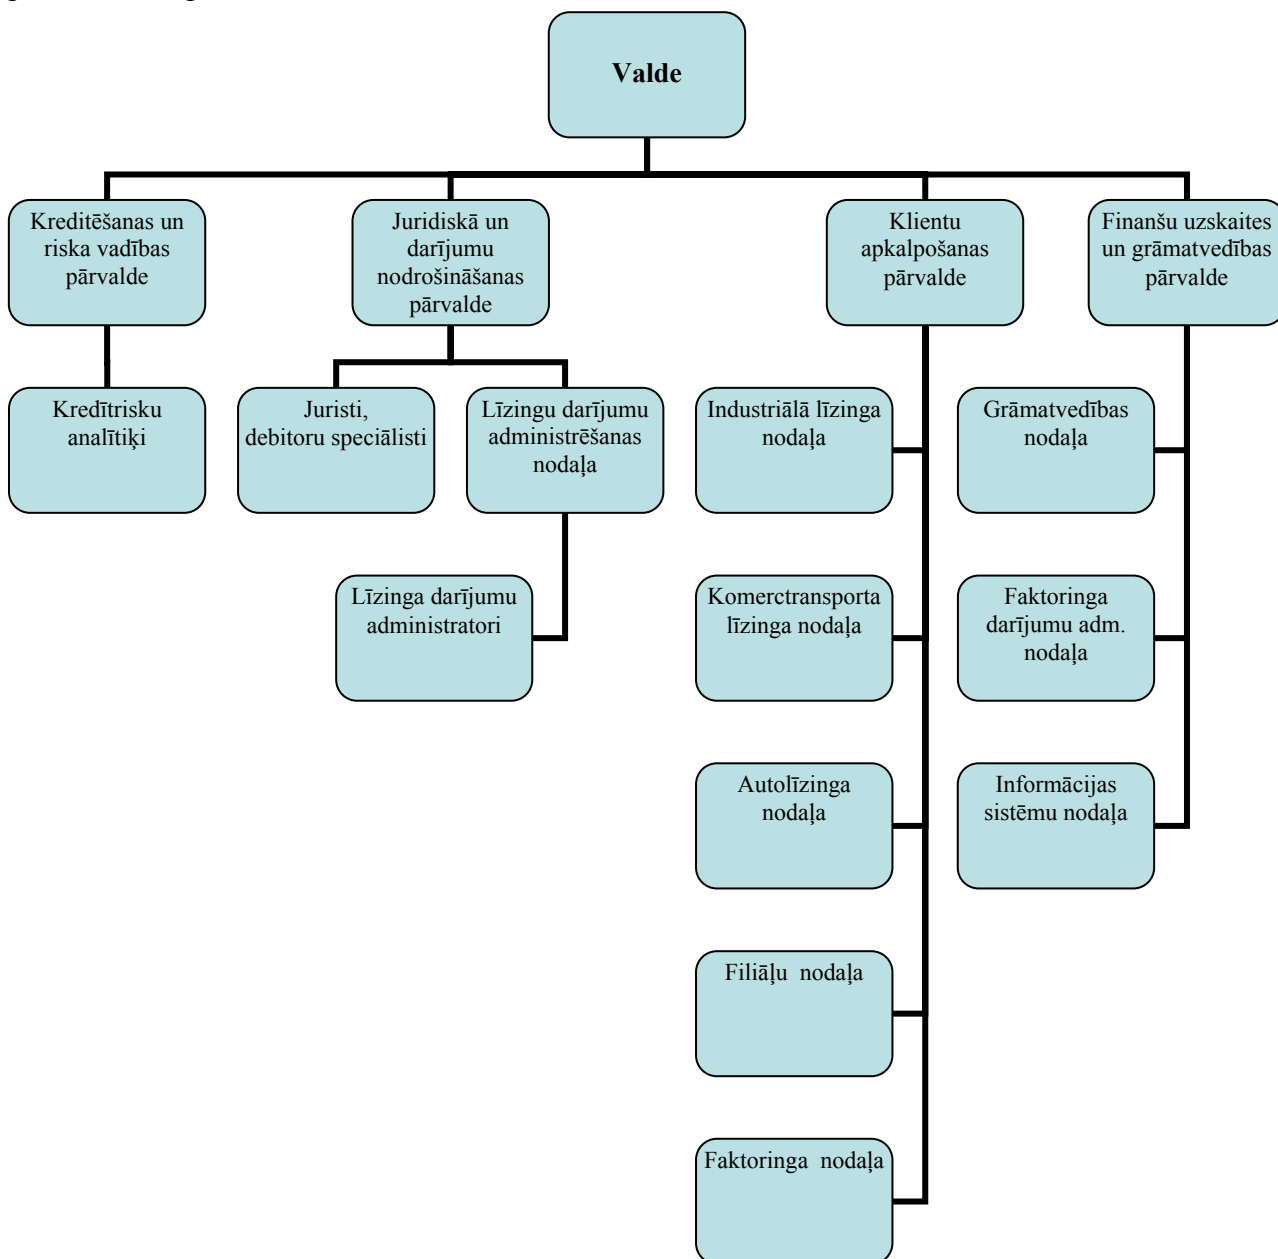 Valde
Kreditēšanas un
riska vadības
pārvalde
Juridiskā un
darījumu
nodrošināšanas
pārvalde
Klientu
apkalpošanas
pārvalde
Finanšu uzskaites
un grāmatvedības
pārvalde
Kredītrisku
analītiķi
Juristi,
debitoru speciālisti
Līzingu darījumu
administrēšanas
nodaļa
Industriālā līzinga
nodaļa
Grāmatvedības
nodaļa
Līzinga darījumu
administratori
Komerctransporta
līzinga nodaļa
Faktoringa
darījumu adm.
nodaļa
Autolīzinga
nodaļa
Informācijas
sistēmu nodaļa
Filiāļu nodaļa
Faktoringa nodaļa